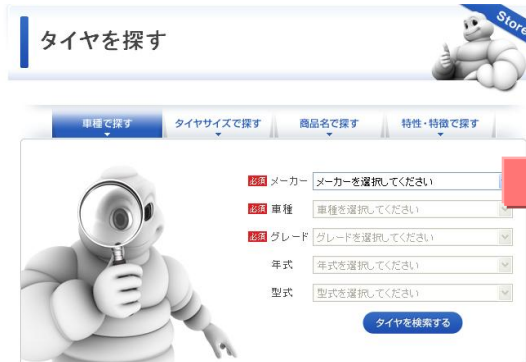 Store
タイヤを探す
車種で探す タイヤサイズで探す 商品名で探す 特性・特徴で探す
必須 メーカー メーカーを選択してください
必須 車種 車種を選択してください
必須 グレード グレードを選択してください
年式 年式を選択してください
型式 型式を選択してください
タイヤを検索する